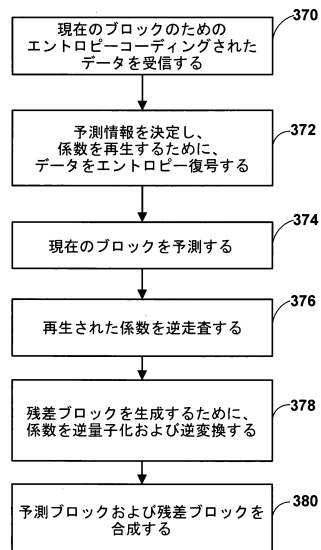 現在のブロックのための
エントロピーコーディングされた
データを受信する
370
予測情報を決定し、
係数を再生するために、
データをエントロピー復号する
372
現在のブロックを予測する
374
再生された係数を逆走査する
376
残差ブロックを生成するために、
係数を逆量子化および逆変換する
378
予測ブロックおよび残差ブロックを
合成する
380